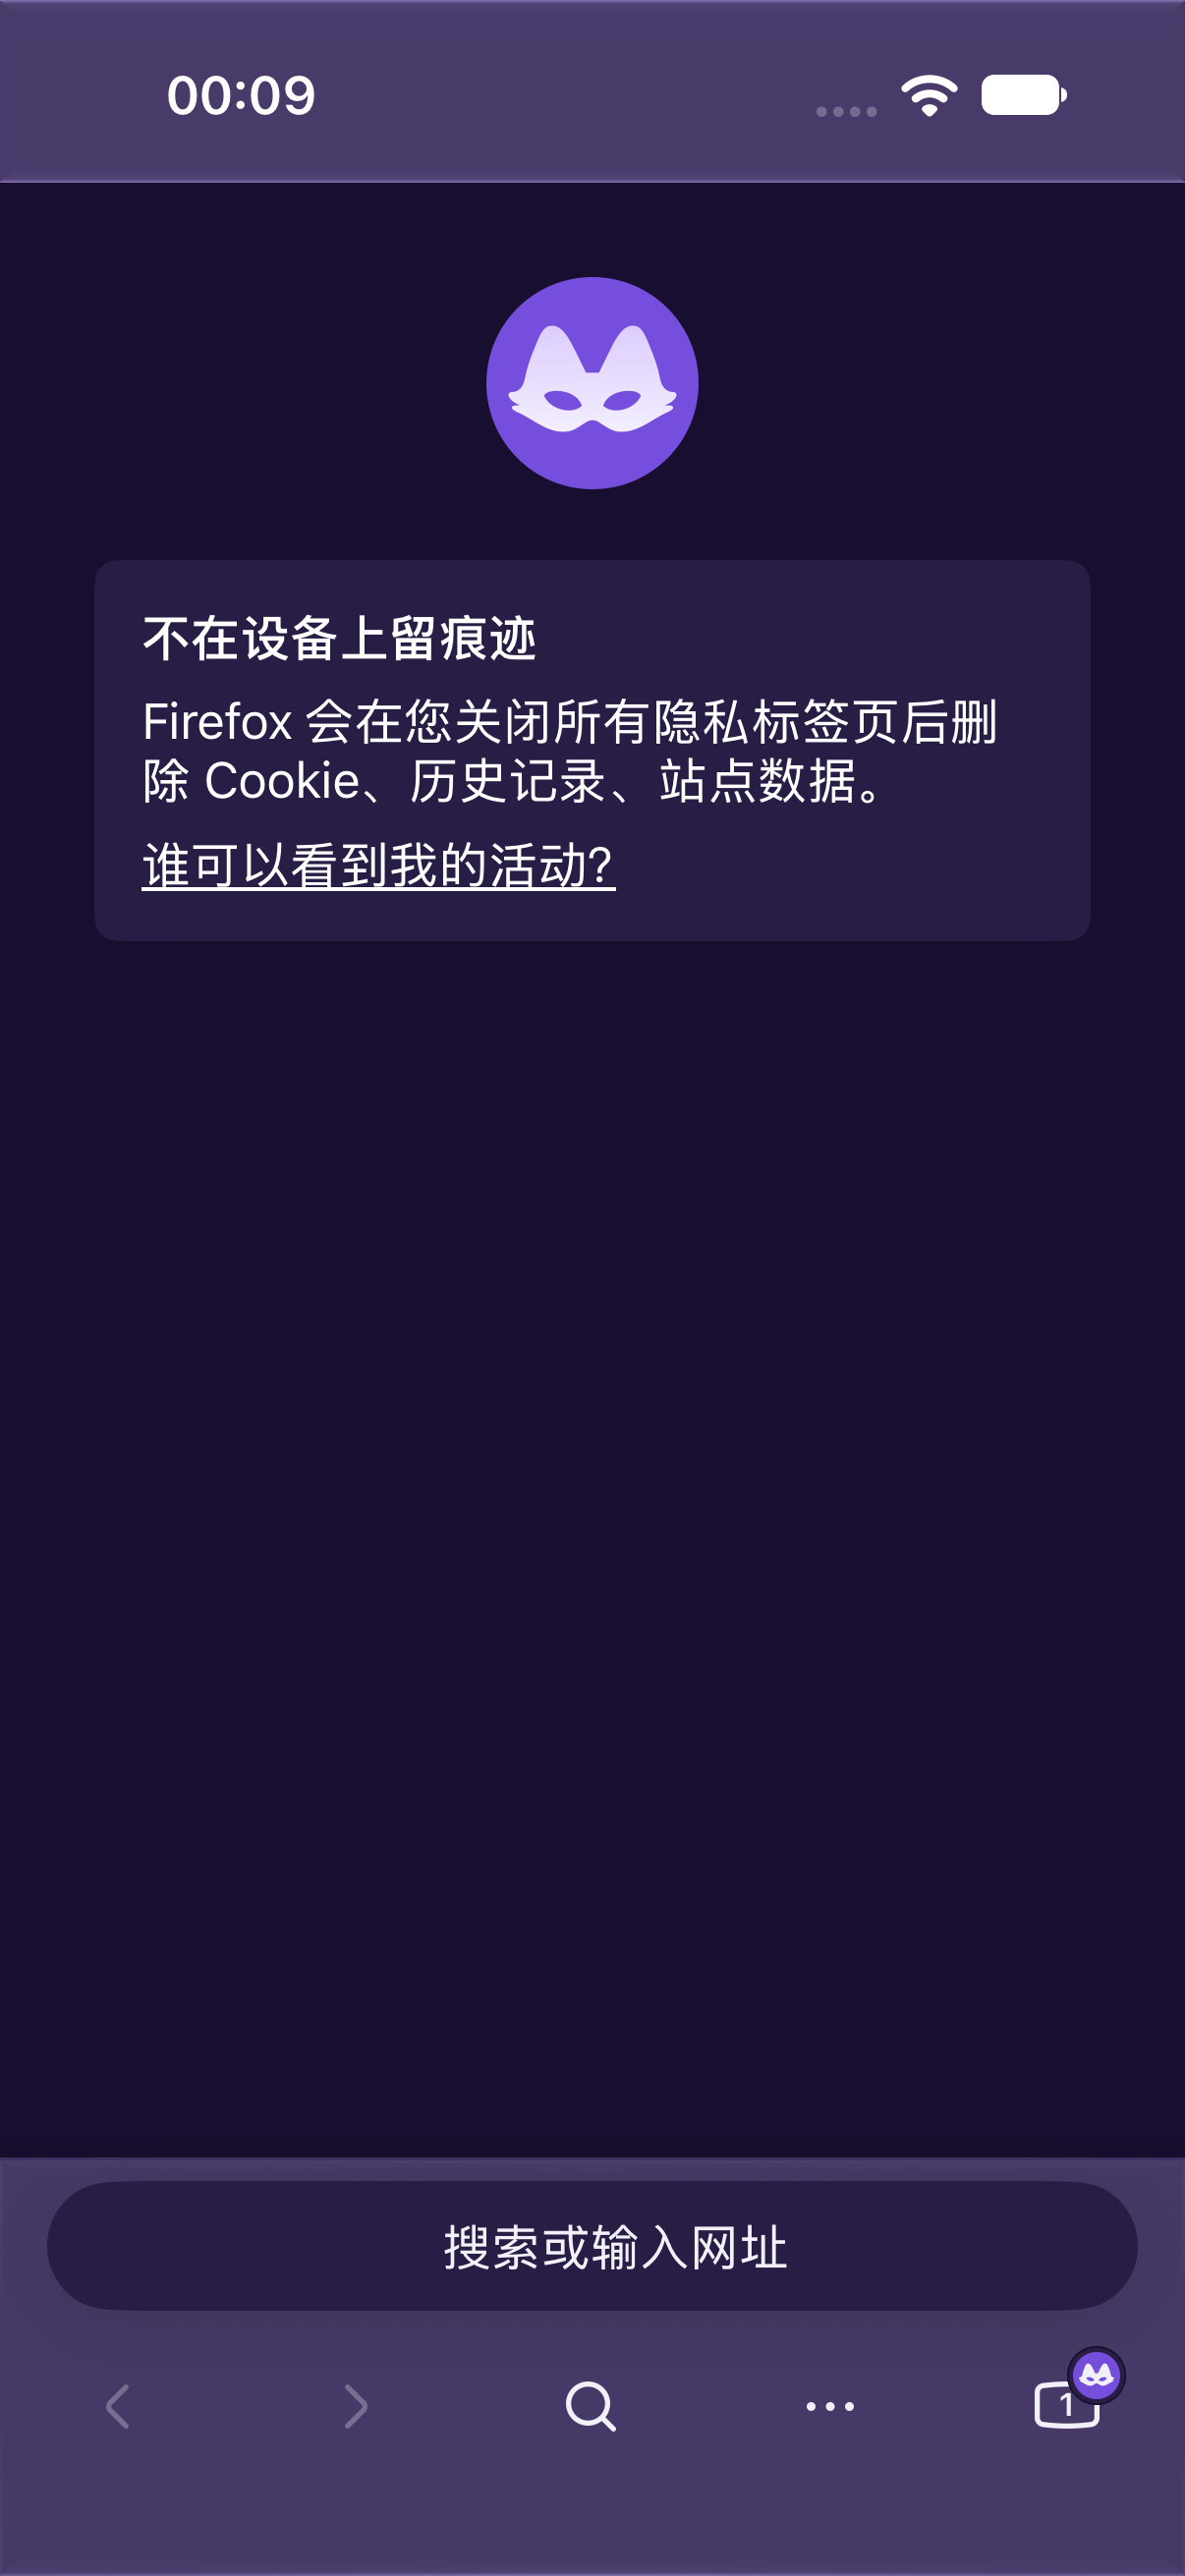 00:09
不在设备上留痕迹
Firefox 会在您关闭所有隐私标签页后删
除 Cookie、历史记录、站点数据。
谁可以看到我的活动?
搜索或输入网址
1